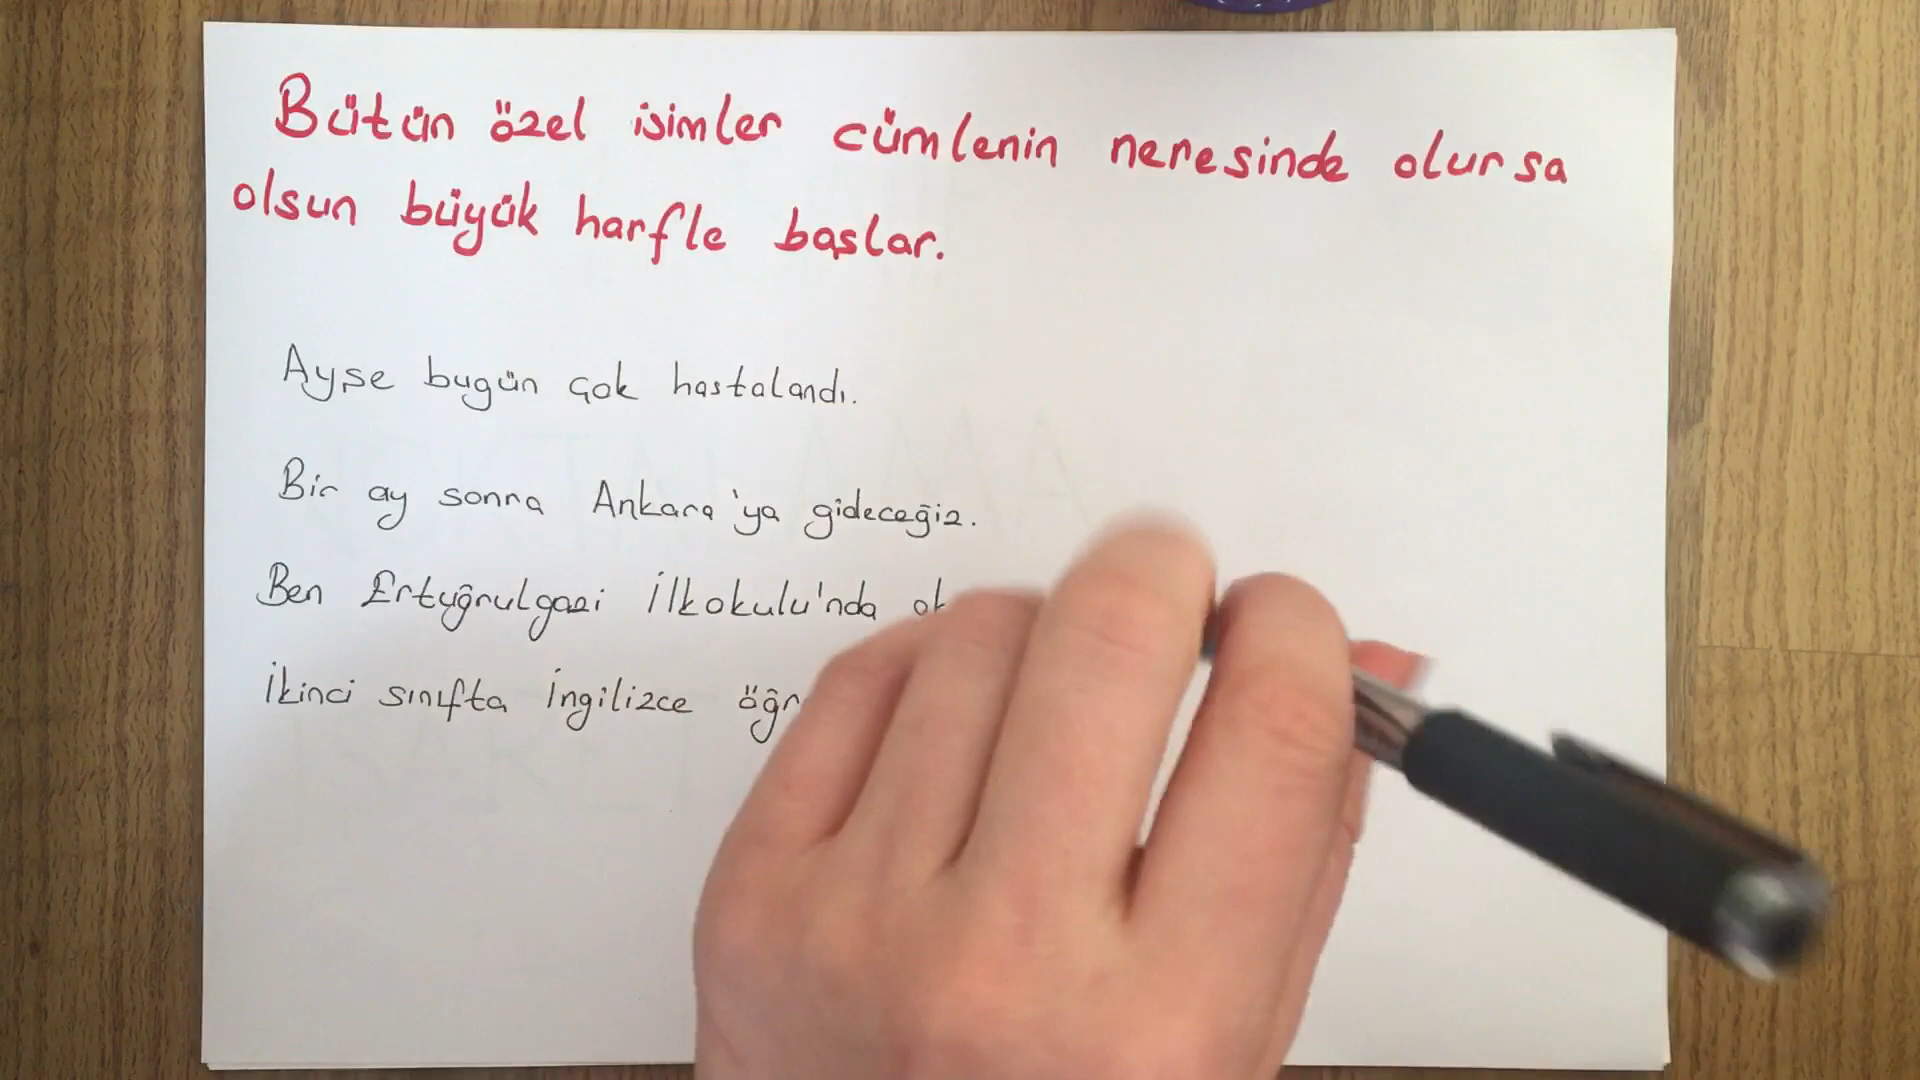 Bütün özel isimler cümlenin neresinde olursa
olsun büyük harfle başlar.
Ayşe bugün çok hastalandı.
Bir ay sonra Ankara'ya gideceğiz.
Ben Ertuğrulgazi İlkokulu'nda
İkinci sınıfta İngilizce